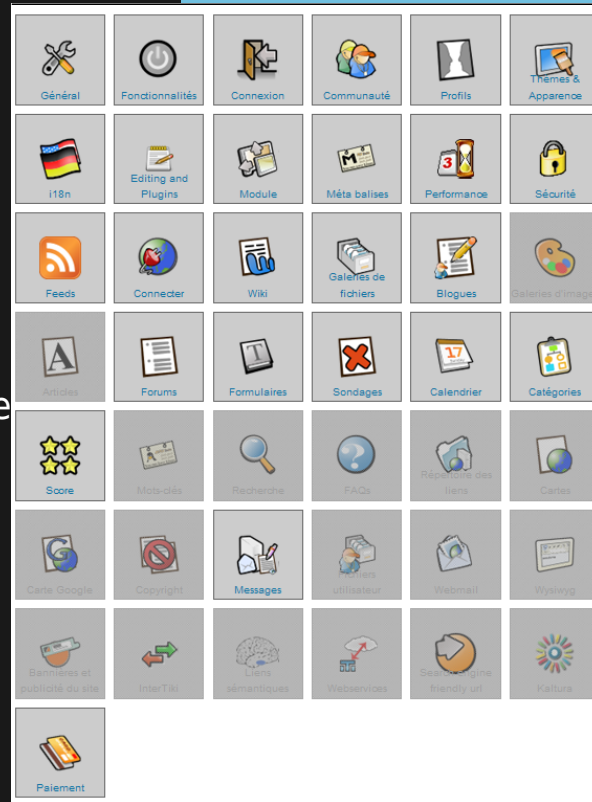 Général Fonctionnalités Connexion Communauté Profils Thèmes &
Apparence
i18n Editing and
Plugins Module Méta balises Performance Sécurité
Feeds Connecter Wiki Galeries de
fichiers Blogues Galeries d'image
e
Articles Forums Formulaires Sondages Calendrier Catégories
Score Mots-clés Recherche FAQs Répertoire des
liens Cartes
Carte Google Copyright Messages Fichiers
utilisateur Webmail Wysiwyg
Bannières et
publicité du site InterTiki Liens
sémantiques Webservices Search engine
friendly url Kaltura
Paiement